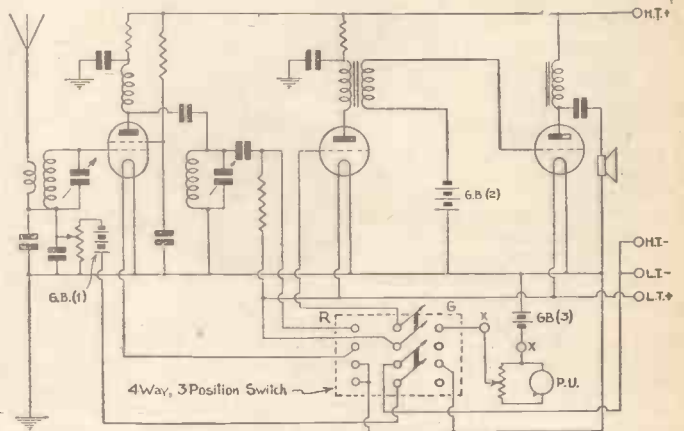 H.T.+
G.B.(2)
H.T.-
L.T.-
L.T.+
G.B.(1)
R
G
X
GB(3)
X
P.U.
4 Way, 3 Position Switch